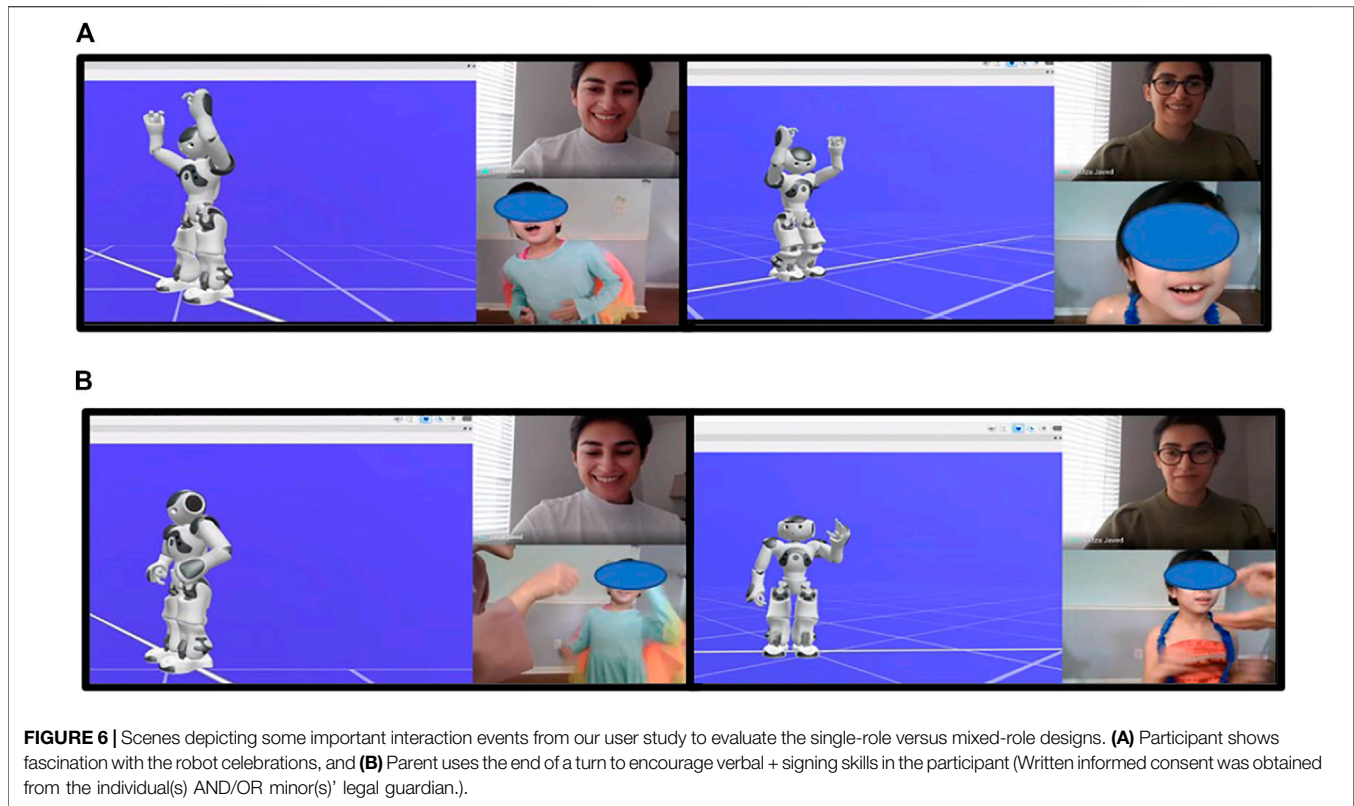 A
Javed
B
FIGURE 6 | Scenes depicting some important interaction events from our user study to evaluate the single-role versus mixed-role designs. (A) Participant shows
fascination with the robot celebrations, and (B) Parent uses the end of a turn to encourage verbal + signing skills in the participant (Written informed consent was obtained
from the individual(s) AND/OR minor(s)' legal guardian.).